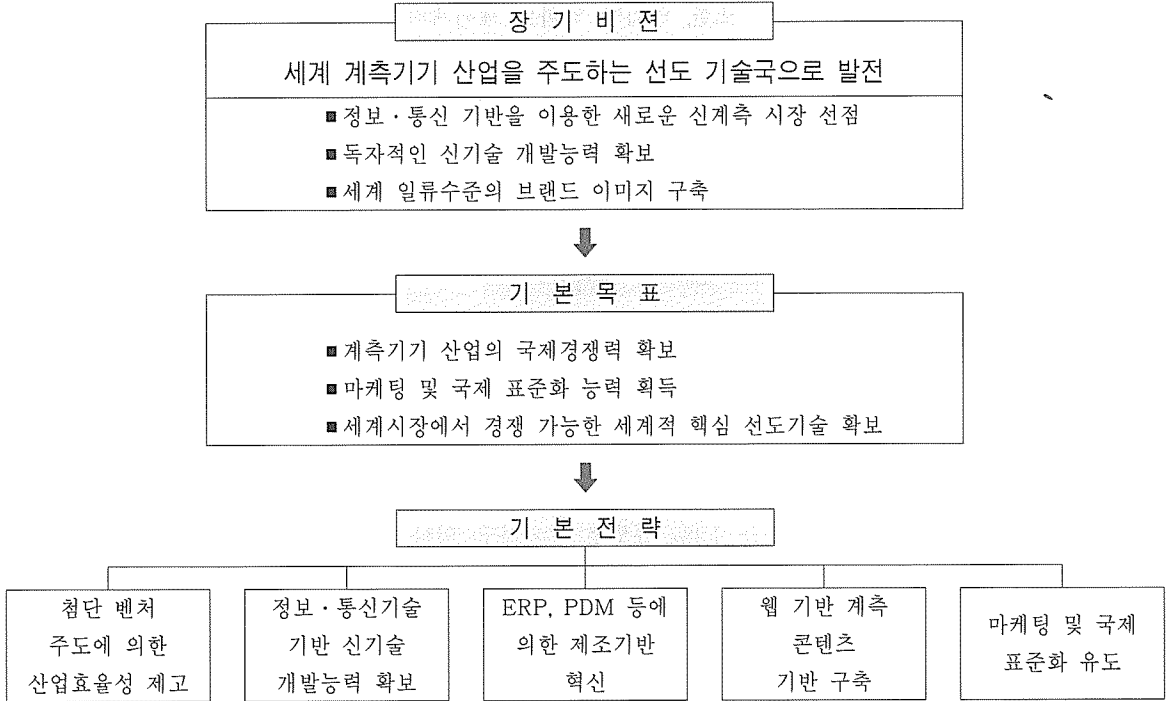 장 기 비 젼
세계 계측기기 산업을 주도하는 선도 기술국으로 발전
■ 정보·통신 기반을 이용한 새로운 신계측 시장 선점
■ 독자적인 신기술 개발능력 확보
■ 세계 일류수준의 브랜드 이미지 구축
기 본 목 표
■ 계측기기 산업의 국제경쟁력 확보
■ 마케팅 및 국제 표준화 능력 획득
■ 세계시장에서 경쟁 가능한 세계적 핵심 선도기술 확보
기 본 전 략
첨단 벤처
주도에 의한
산업효율성 제고
정보·통신기술
기반 신기술
개발능력 확보
ERP, PDM 등에
의한 제조기반
혁신
웹 기반 계측
콘텐츠
기반 구축
마케팅 및 국제
표준화 유도